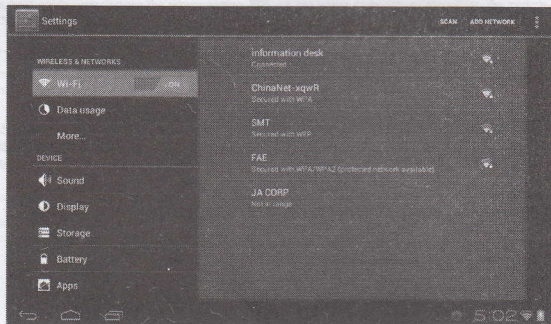 Settings
SCAN ADD NETWORK
WIRELESS & NETWORKS
Wi-Fi ON
Data usage
More...
DEVICE
Sound
Display
Storage
Battery
Apps
information desk
Connected
ChinaNet-xqwR
Secured with WPA
SMT
Secured with WEP
FAE
Secured with WPA/WPA2 (protected network available)
JA CORP
Not in range
5:02